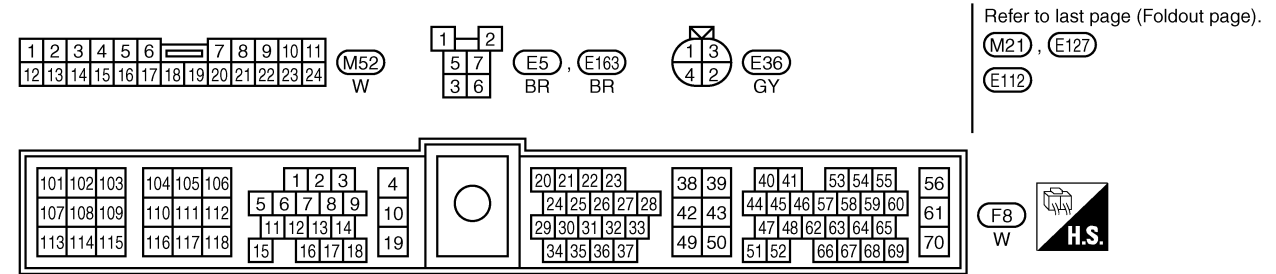 Refer to last page (Foldout page).
M21 , E127
E112
1 2 3 4 5 6 7 8 9 10 11
12 13 14 15 16 17 18 19 20 21 22 23 24
M52
W
1 2
5 7
3 6
E5 , E163
BR BR
1 3
4 2
E36
GY
101 102 103 104 105 106 1 2 3 4 20 21 22 23 38 39 40 41 53 54 55 56
5 6 7 8 9 24 25 26 27 28 44 45 46 57 58 59 60
107 108 109 110 111 112 10 42 43 61
11 12 13 14 29 30 31 32 33 47 48 62 63 64 65
113 114 115 116 117 118 15 16 17 18 19 34 35 36 37 49 50 51 52 66 67 68 69 70
F8
W
H.S.